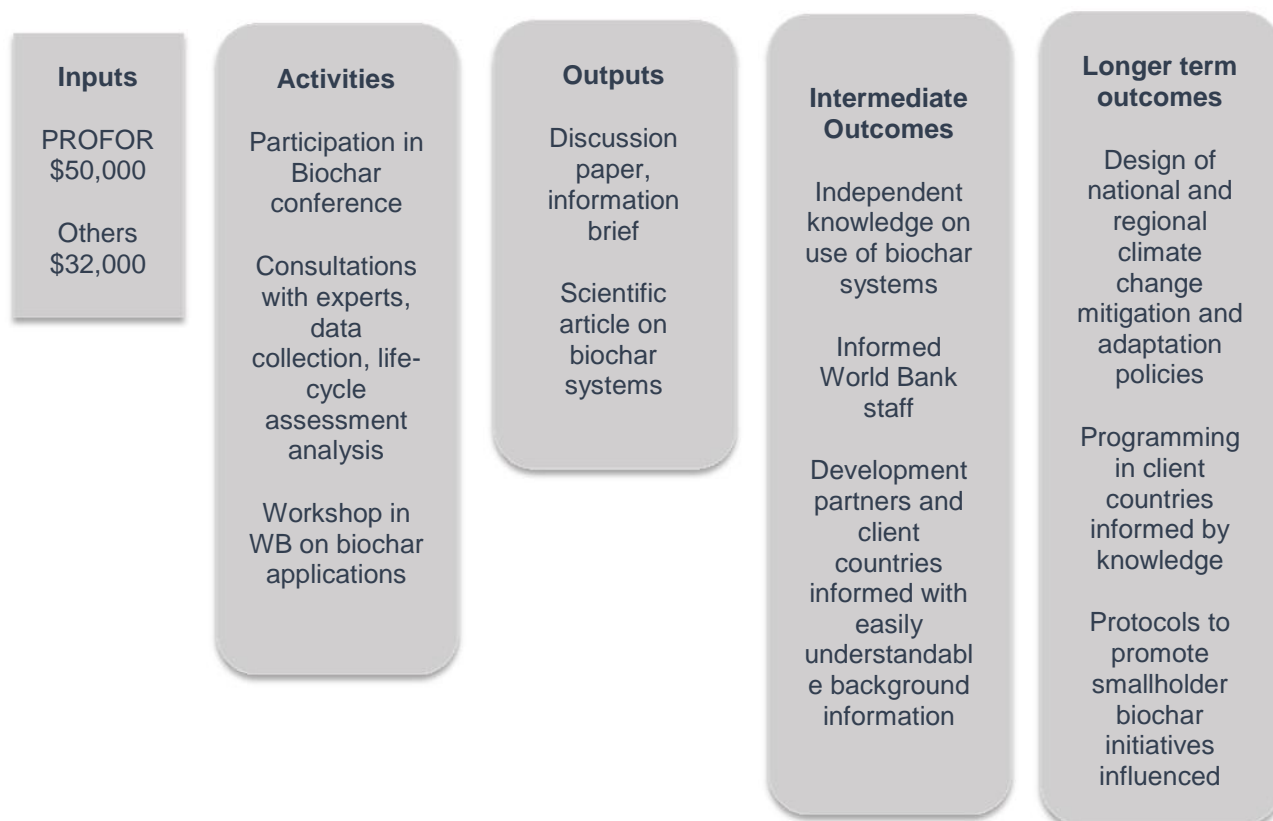 Inputs
PROFOR
$50,000
Others
$32,000
Activities
Participation in
Biochar
conference
Consultations
with experts,
data
collection, life-
cycle
assessment
analysis
Workshop in
WB on biochar
applications
Outputs
Discussion
paper,
information
brief
Scientific
article on
biochar
systems
Intermediate
Outcomes
Independent
knowledge on
use of biochar
systems
Informed
World Bank
staff
Development
partners and
client
countries
informed with
easily
understandabl
e background
information
Longer term
outcomes
Design of
national and
regional
climate
change
mitigation and
adaptation
policies
Programming
in client
countries
informed by
knowledge
Protocols to
promote
smallholder
biochar
initiatives
influenced